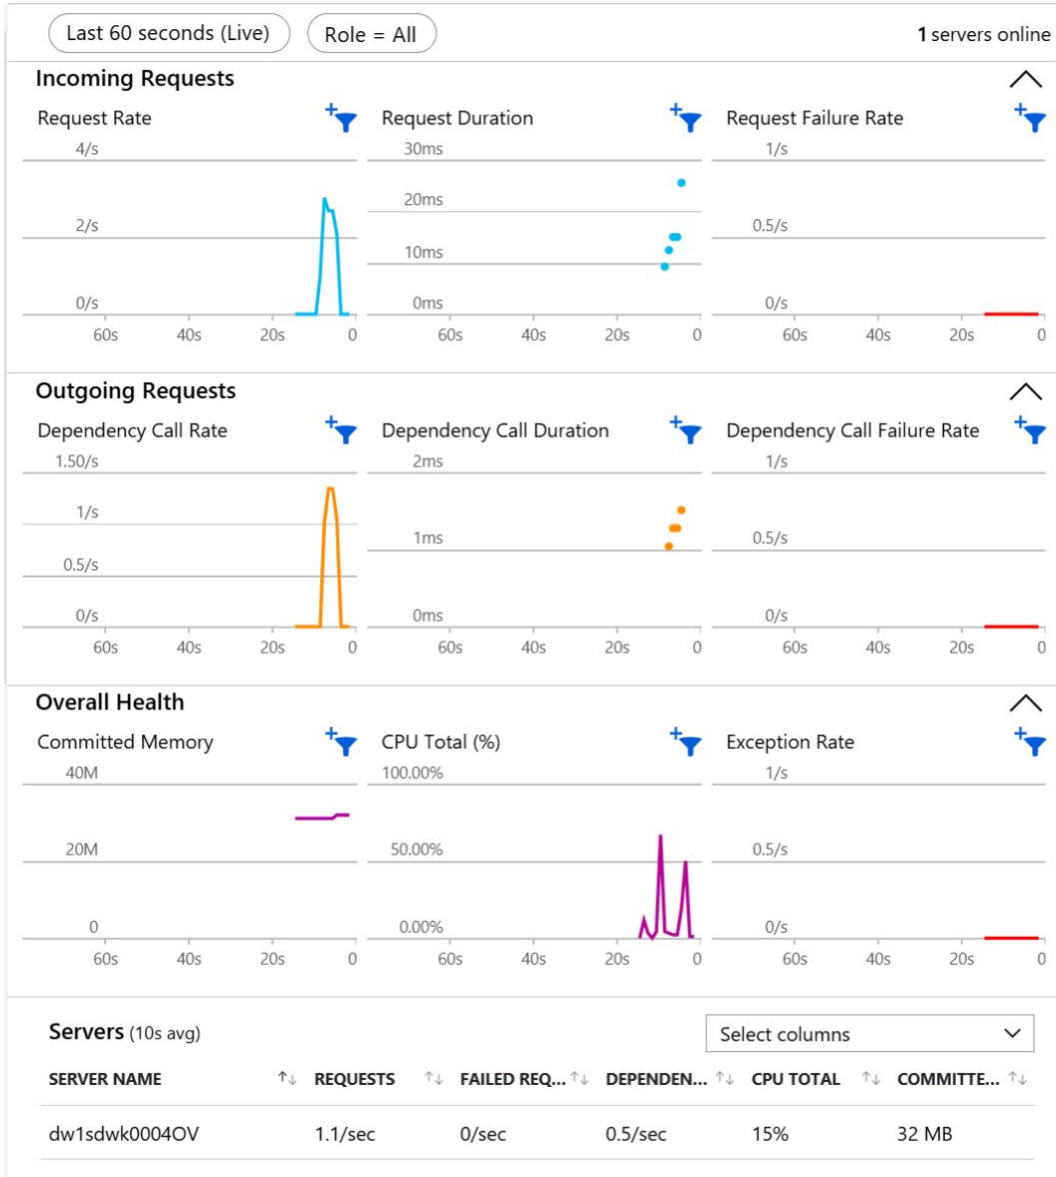 Last 60 seconds (Live) Role = All 1 servers online
Incoming Requests
Request Rate
4/s
2/s
0/s
60s 40s 20s 0
Request Duration
30ms
20ms
10ms
0ms
60s 40s 20s 0
Request Failure Rate
1/s
0.5/s
0/s
60s 40s 20s 0
Outgoing Requests
Dependency Call Rate
1.50/s
1/s
0.5/s
0/s
60s 40s 20s 0
Dependency Call Duration
2ms
1ms
0ms
60s 40s 20s 0
Dependency Call Failure Rate
1/s
0.5/s
0/s
60s 40s 20s 0
Overall Health
Committed Memory
40M
20M
0
60s 40s 20s 0
CPU Total (%)
100.00%
50.00%
0.00%
60s 40s 20s 0
Exception Rate
1/s
0.5/s
0/s
60s 40s 20s 0
Servers (10s avg) Select columns
SERVER NAME REQUESTS FAILED REQ... DEPENDEN... CPU TOTAL COMMITTE...
dw1sdwk0004OV 1.1/sec 0/sec 0.5/sec 15% 32 MB